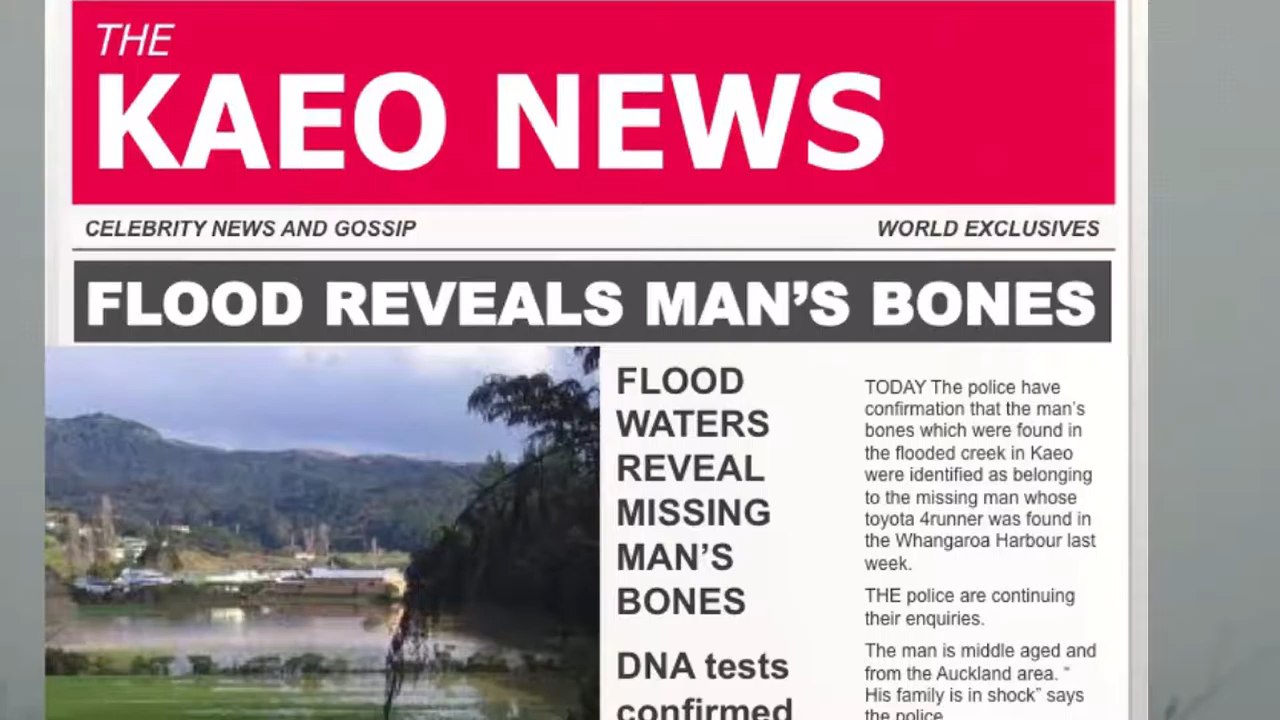 THE
KAEO NEWS
CELEBRITY NEWS AND GOSSIP
WORLD EXCLUSIVES
FLOOD REVEALS MAN’S BONES
FLOOD
WATERS
REVEAL
MISSING
MAN’S
BONES
DNA tests
confirmed
TODAY The police have
confirmation that the man’s
bones which were found in
the flooded creek in Kaeo
were identified as belonging
to the missing man whose
toyota 4runner was found in
the Whangaroa Harbour last
week.
THE police are continuing
their enquiries.
The man is middle aged and
from the Auckland area. “
His family is in shock” says
the police